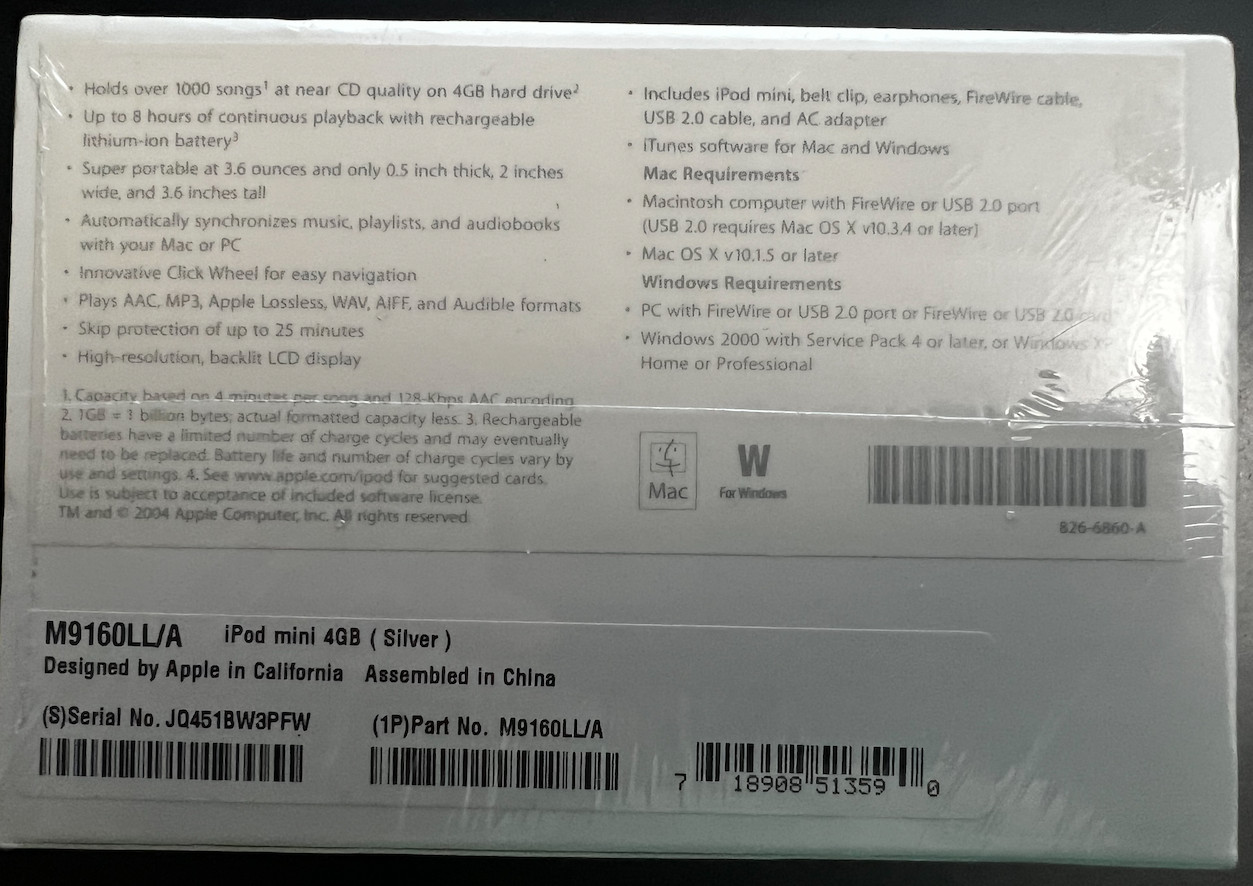 • Holds over 1000 songs¹ at near CD quality on 4GB hard drive²
• Up to 8 hours of continuous playback with rechargeable
lithium-ion battery³
• Super portable at 3.6 ounces and only 0.5 inch thick, 2 inches
wide, and 3.6 inches tall
• Automatically synchronizes music, playlists, and audiobooks
with your Mac or PC
• Innovative Click Wheel for easy navigation
• Plays AAC, MP3, Apple Lossless, WAV, AIFF, and Audible formats
• Skip protection of up to 25 minutes
• High-resolution, backlit LCD display
1. Capacity based on 4 minutes per song and 128-Kbps AAC encoding.
2. 1GB = 1 billion bytes; actual formatted capacity less. 3. Rechargeable
batteries have a limited number of charge cycles and may eventually
need to be replaced. Battery life and number of charge cycles vary by
use and settings. 4. See www.apple.com/ipod for suggested cards.
Use is subject to acceptance of included software license.
TM and © 2004 Apple Computer, Inc. All rights reserved.
• Includes iPod mini, belt clip, earphones, FireWire cable,
USB 2.0 cable, and AC adapter
• iTunes software for Mac and Windows
Mac Requirements
• Macintosh computer with FireWire or USB 2.0 port
(USB 2.0 requires Mac OS X v10.3.4 or later)
• Mac OS X v10.1.5 or later
Windows Requirements
• PC with FireWire or USB 2.0 port or FireWire or USB 2.0 card
• Windows 2000 with Service Pack 4 or later, or Windows XP
Home or Professional
Mac
W
For Windows
826-6860-A
M9160LL/A iPod mini 4GB ( Silver )
Designed by Apple in California Assembled in China
(S)Serial No. JQ451BW3PFW
(1P)Part No. M9160LL/A
7 18908 51359 0